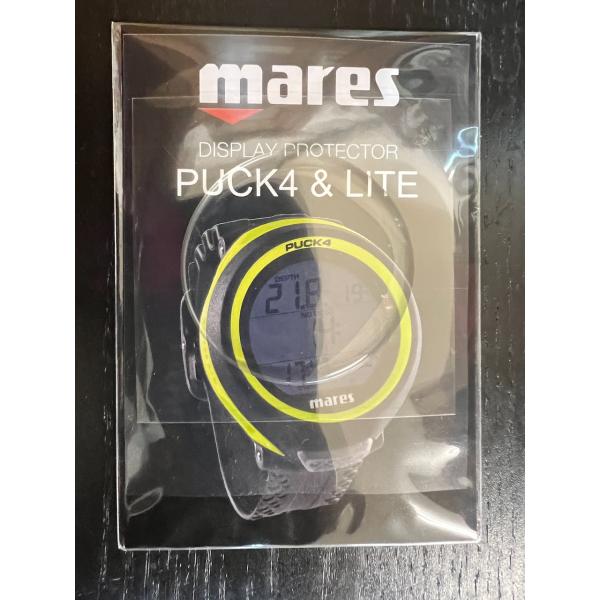 mares
DISPLAY PROTECTOR
PUCK4 & LITE
PUCK4
DEPTH
21.8
mares